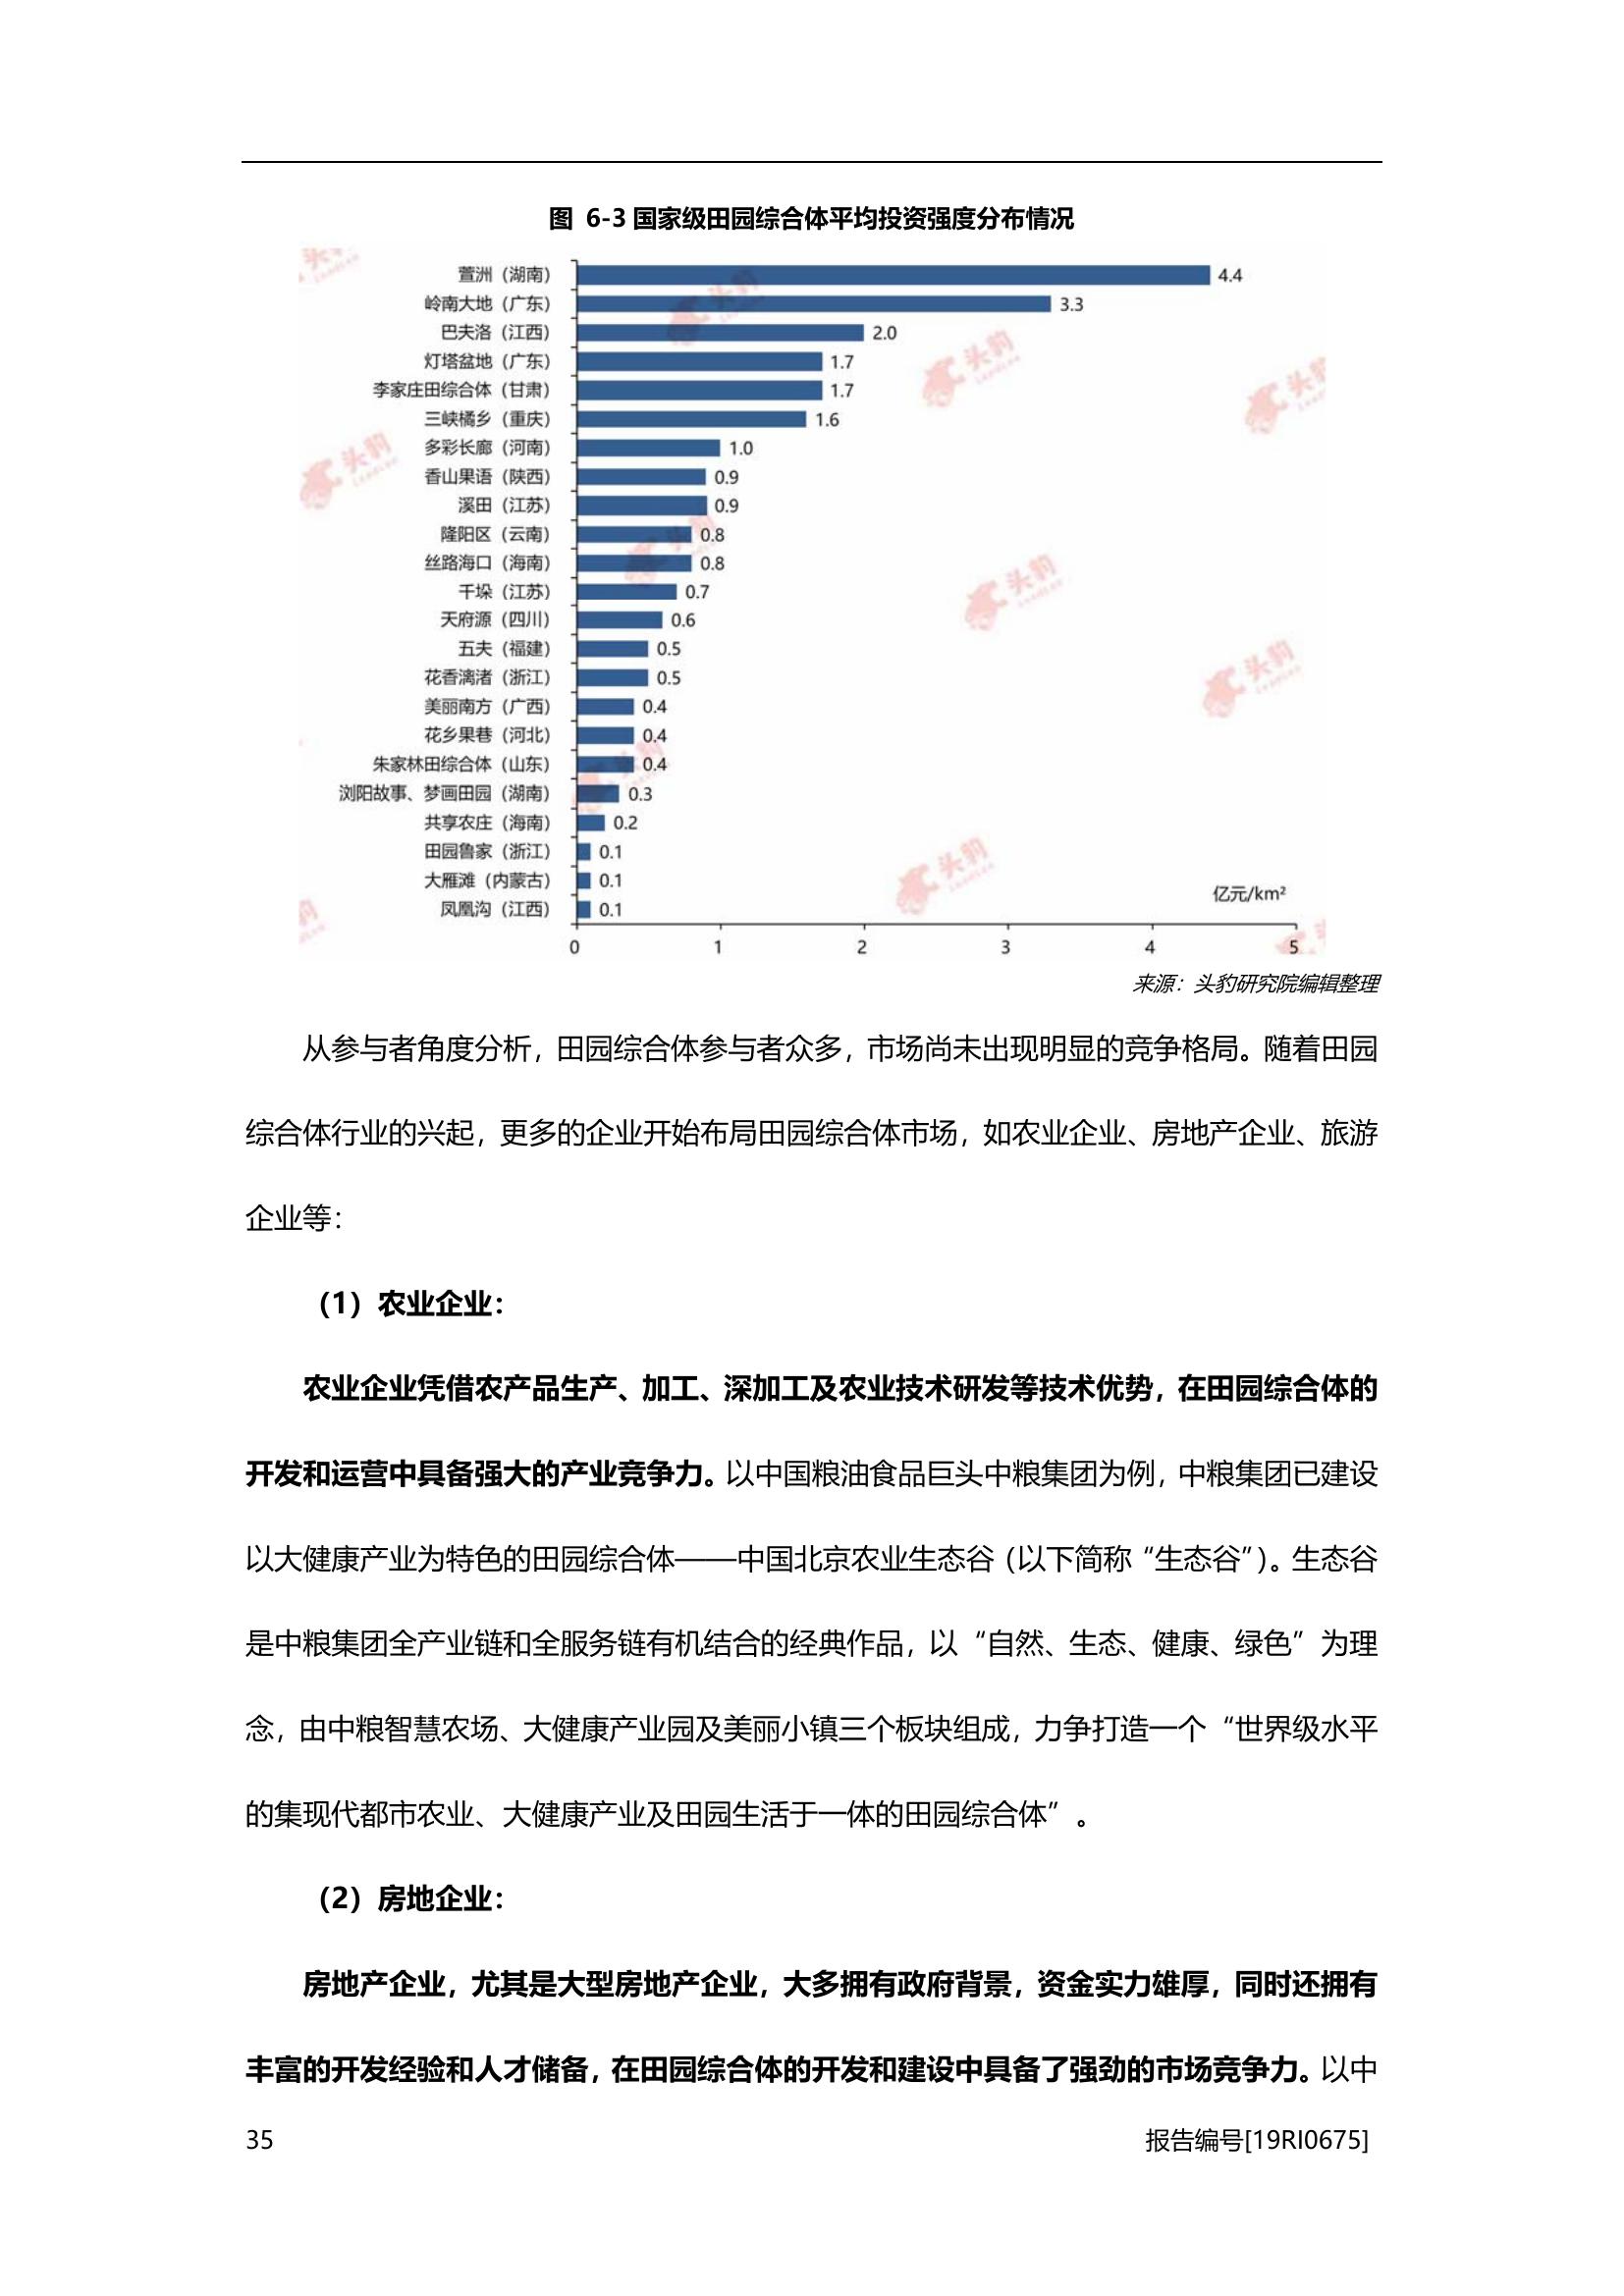 图 6-3 国家级田园综合体平均投资强度分布情况
萱洲（湖南） 4.4
岭南大地（广东） 3.3
巴夫洛（江西） 2.0
灯塔盆地（广东） 1.7
李家庄田综合体（甘肃） 1.7
三峡橘乡（重庆） 1.6
多彩长廊（河南） 1.0
香山果语（陕西） 0.9
溪田（江苏） 0.9
隆阳区（云南） 0.8
丝路海口（海南） 0.8
千垛（江苏） 0.7
天府源（四川） 0.6
五夫（福建） 0.5
花香漓渚（浙江） 0.5
美丽南方（广西） 0.4
花乡果巷（河北） 0.4
朱家林田综合体（山东） 0.4
浏阳故事、梦画田园（湖南） 0.3
共享农庄（海南） 0.2
田园鲁家（浙江） 0.1
大雁滩（内蒙古） 0.1
凤凰沟（江西） 0.1
亿元/km²
0 1 2 3 4 5
来源：头豹研究院编辑整理
从参与者角度分析，田园综合体参与者众多，市场尚未出现明显的竞争格局。随着田园
综合体行业的兴起，更多的企业开始布局田园综合体市场，如农业企业、房地产企业、旅游
企业等：
（1）农业企业：
农业企业凭借农产品生产、加工、深加工及农业技术研发等技术优势，在田园综合体的
开发和运营中具备强大的产业竞争力。以中国粮油食品巨头中粮集团为例，中粮集团已建设
以大健康产业为特色的田园综合体——中国北京农业生态谷（以下简称“生态谷”）。生态谷
是中粮集团全产业链和全服务链有机结合的经典作品，以“自然、生态、健康、绿色”为理
念，由中粮智慧农场、大健康产业园及美丽小镇三个板块组成，力争打造一个“世界级水平
的集现代都市农业、大健康产业及田园生活于一体的田园综合体”。
（2）房地企业：
房地产企业，尤其是大型房地产企业，大多拥有政府背景，资金实力雄厚，同时还拥有
丰富的开发经验和人才储备，在田园综合体的开发和建设中具备了强劲的市场竞争力。以中
35 报告编号[19RI0675]